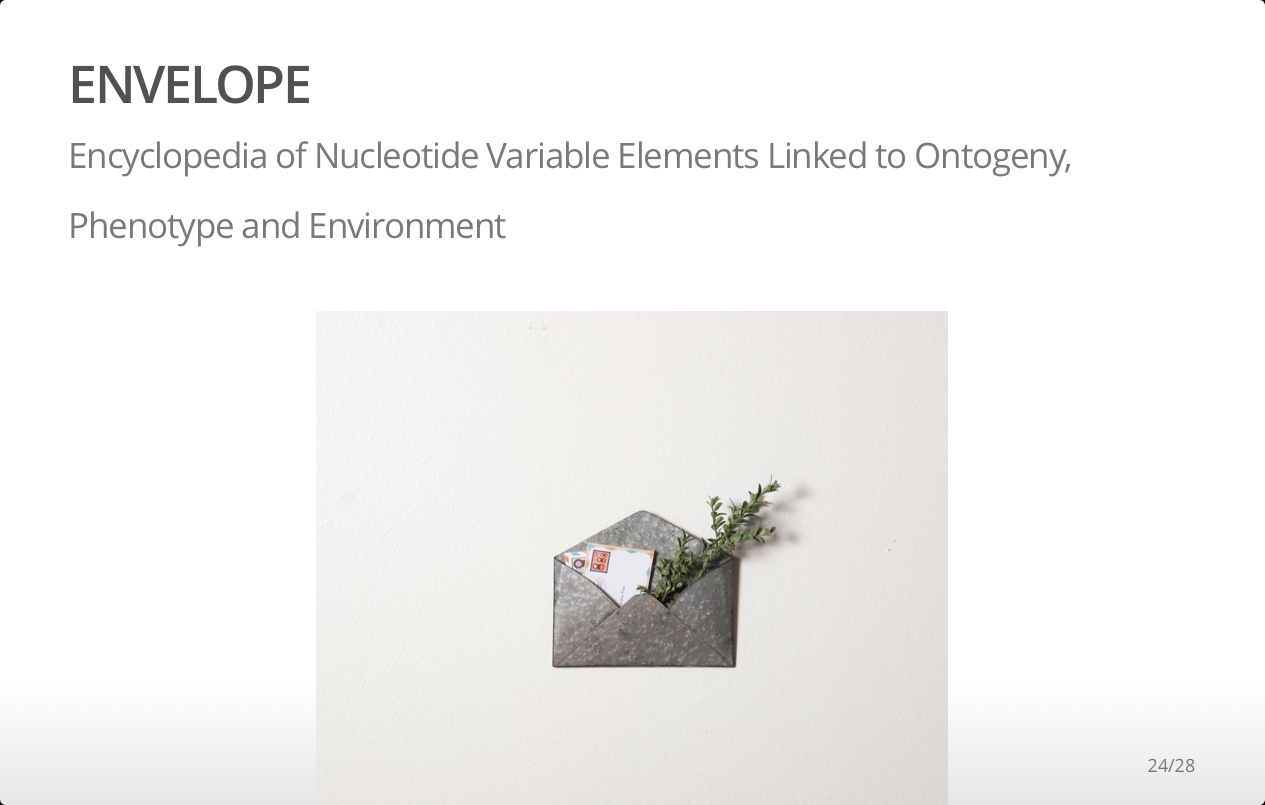 ENVELOPE
Encyclopedia of Nucleotide Variable Elements Linked to Ontogeny,
Phenotype and Environment
24/28